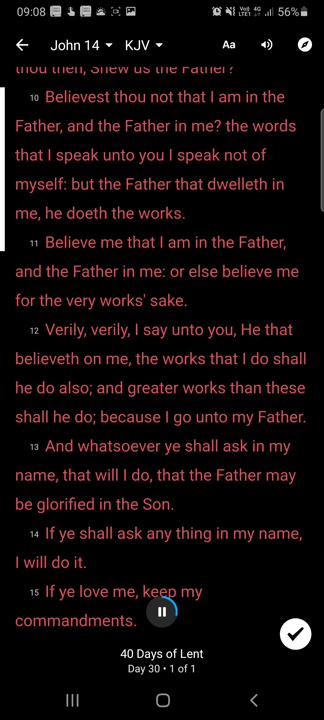 09:08
56%
John 14
KJV
Aa
thou then, Shew us the Father?
10 Believest thou not that I am in the
Father, and the Father in me? the words
that I speak unto you I speak not of
myself: but the Father that dwelleth in
me, he doeth the works.
11 Believe me that I am in the Father,
and the Father in me: or else believe me
for the very works' sake.
12 Verily, verily, I say unto you, He that
believeth on me, the works that I do shall
he do also; and greater works than these
shall he do; because I go unto my Father.
13 And whatsoever ye shall ask in my
name, that will I do, that the Father may
be glorified in the Son.
14 If ye shall ask any thing in my name,
I will do it.
15 If ye love me, keep my
commandments.
40 Days of Lent
Day 30 • 1 of 1